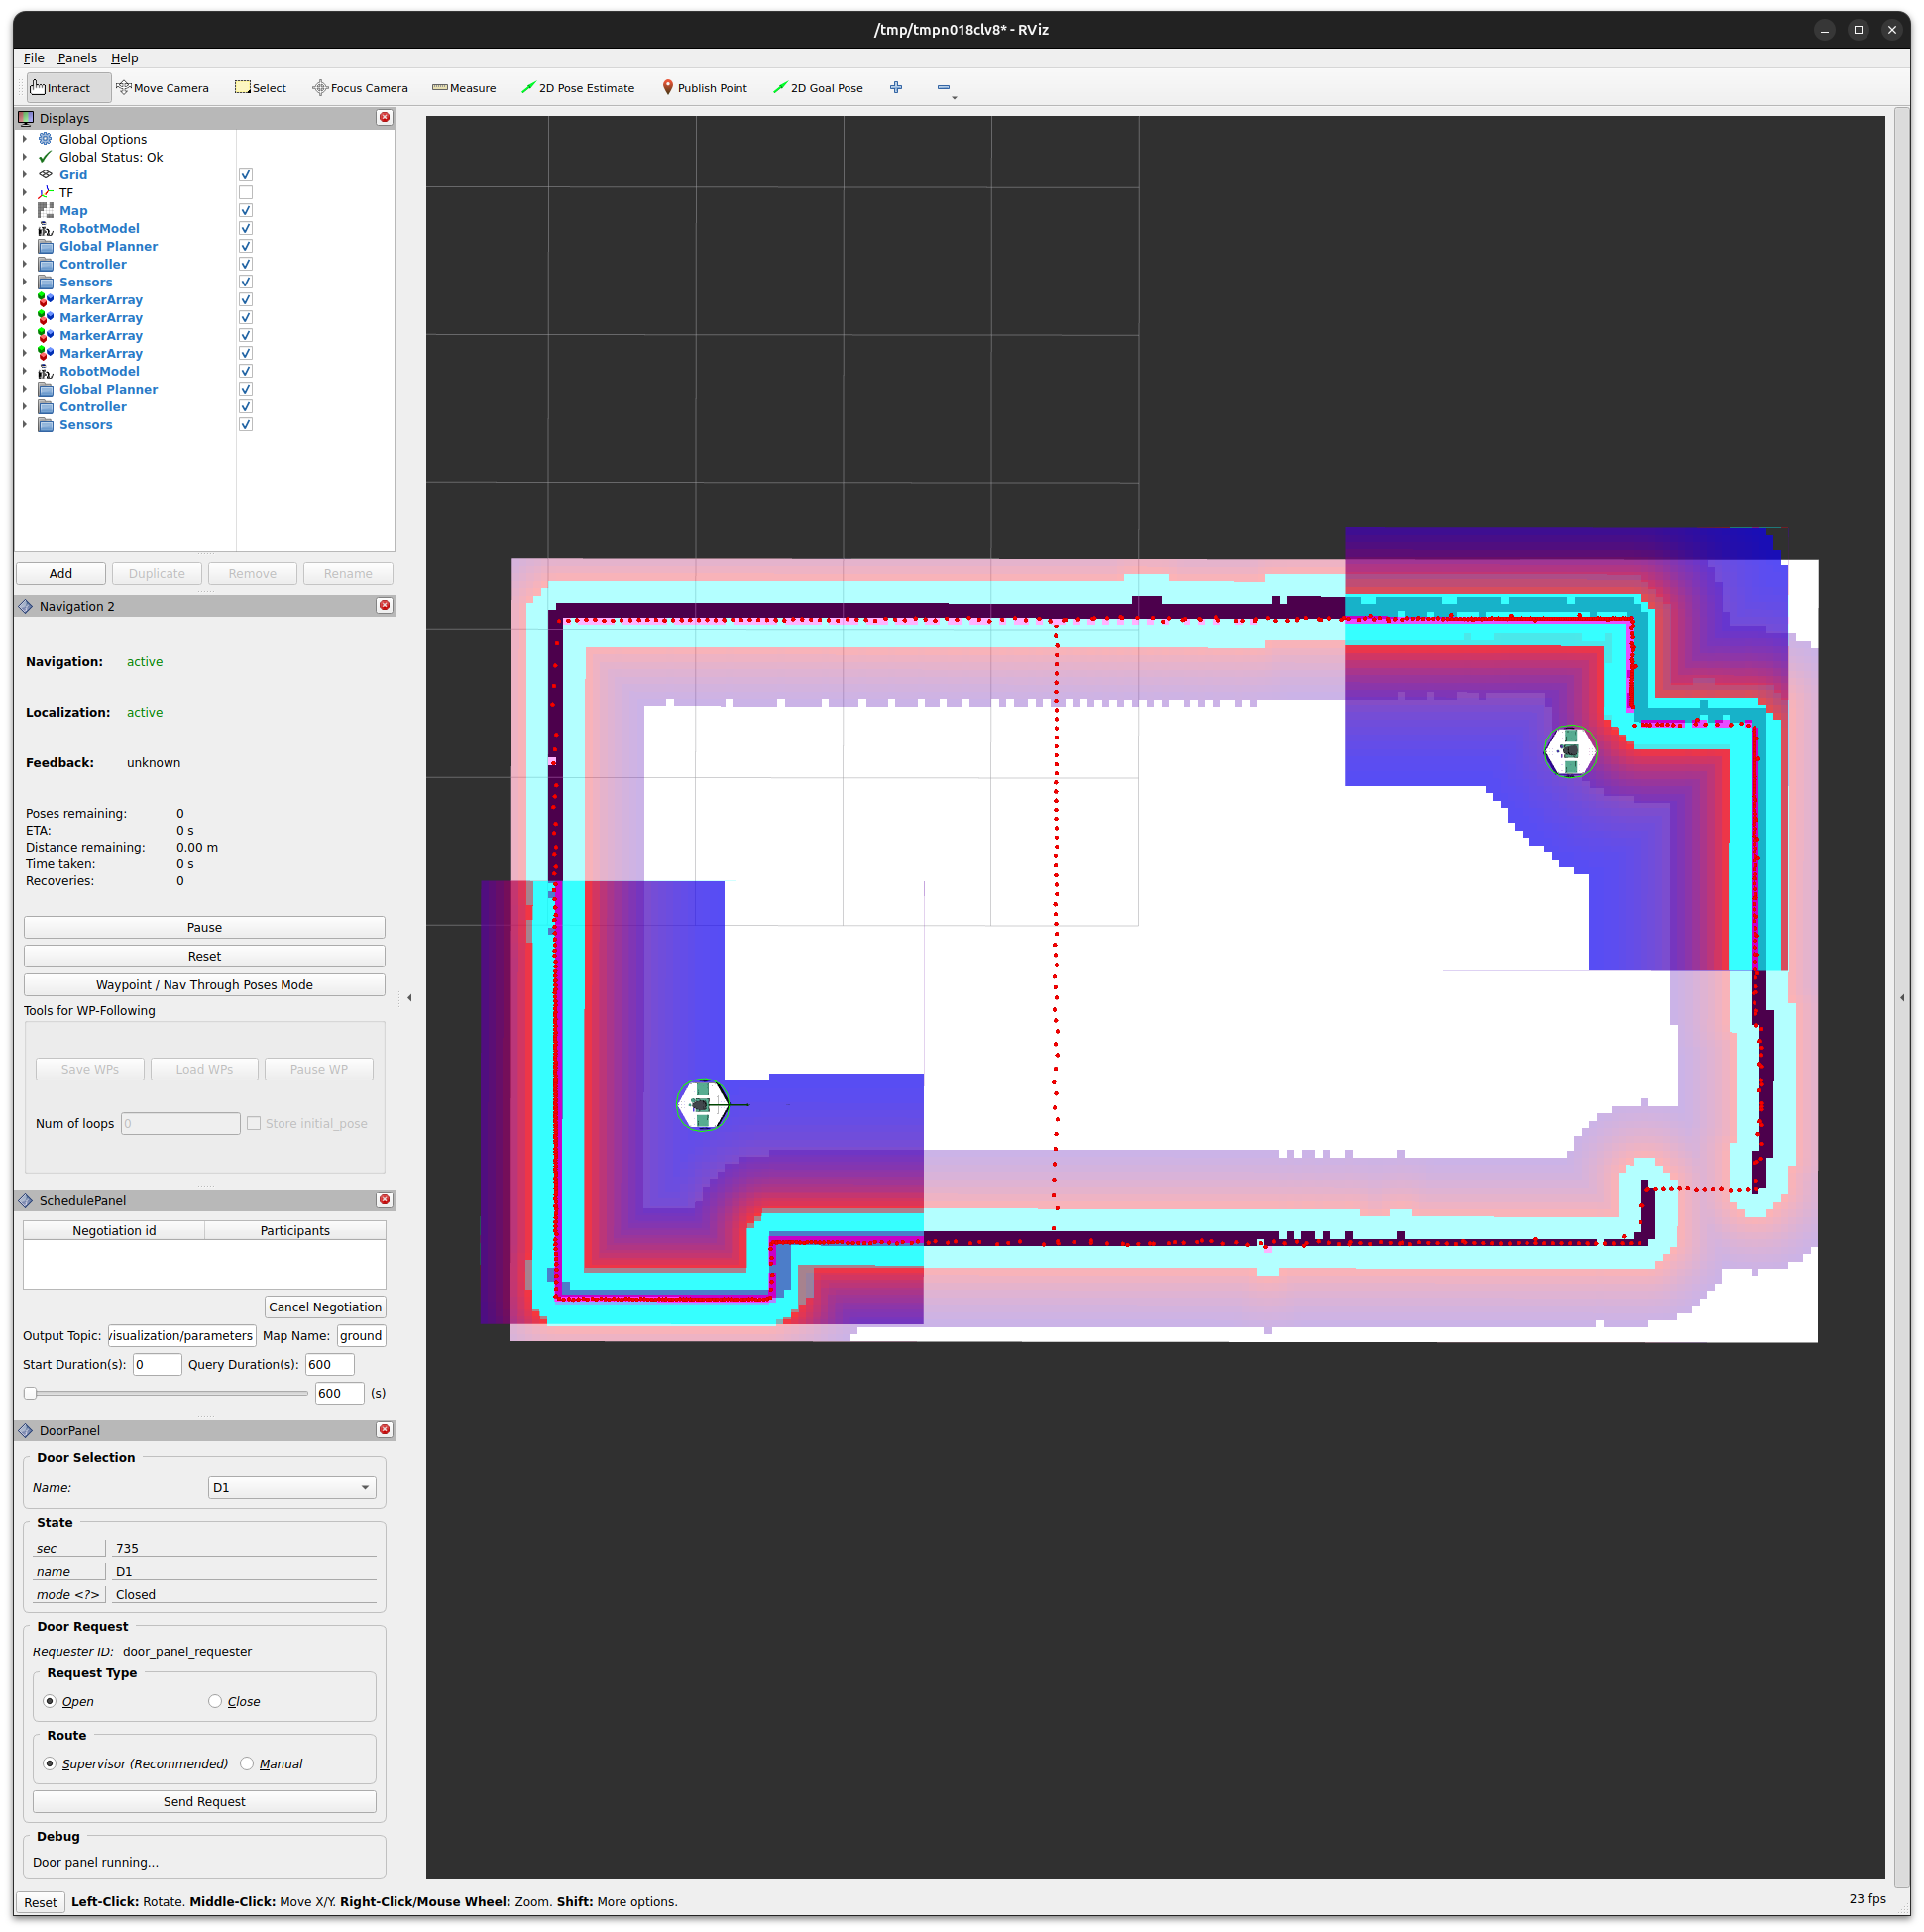 /tmp/tmpn018clv8* - RViz
File Panels Help
Interact Move Camera Select Focus Camera Measure 2D Pose Estimate Publish Point 2D Goal Pose
Displays
Global Options
Global Status: Ok
Grid
TF
Map
RobotModel
Global Planner
Controller
Sensors
MarkerArray
MarkerArray
MarkerArray
MarkerArray
RobotModel
Global Planner
Controller
Sensors
Add Duplicate Remove Rename
Navigation 2
Navigation: active
Localization: active
Feedback: unknown
Poses remaining: 0
ETA: 0 s
Distance remaining: 0.00 m
Time taken: 0 s
Recoveries: 0
Pause
Reset
Waypoint / Nav Through Poses Mode
Tools for WP-Following
Save WPs Load WPs Pause WP
Num of loops 0 Store initial_pose
SchedulePanel
Negotiation id Participants
Cancel Negotiation
Output Topic: visualization/parameters Map Name: ground
Start Duration(s): 0 Query Duration(s): 600
600 (s)
DoorPanel
Door Selection
Name: D1
State
sec 735
name D1
mode <?> Closed
Door Request
Requester ID: door_panel_requester
Request Type
Open Close
Route
Supervisor (Recommended) Manual
Send Request
Debug
Door panel running...
Reset Left-Click: Rotate. Middle-Click: Move X/Y. Right-Click/Mouse Wheel: Zoom. Shift: More options. 23 fps